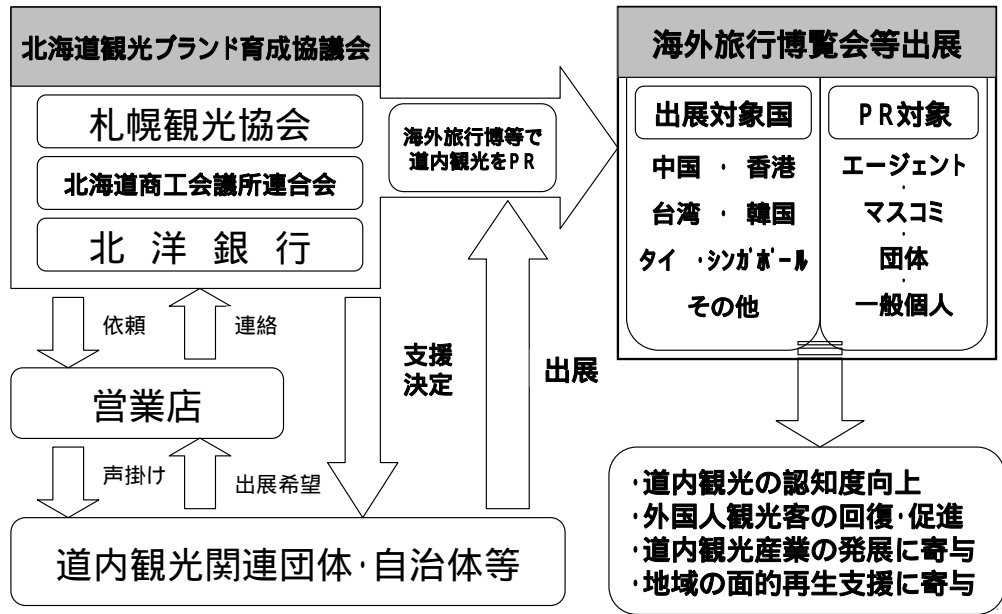 北海道観光ブランド育成協議会
札幌観光協会
北海道商工会議所連合会
北洋銀行
依頼
連絡
営業店
声掛け
出展希望
道内観光関連団体・自治体等
支援
決定
出展
海外旅行博等で
道内観光をPR
海外旅行博覧会等出展
出展対象国
中国 ・ 香港
台湾 ・ 韓国
タイ ・シンガポール
その他
PR対象
エージェント
・
マスコミ
・
団体
・
一般個人
・道内観光の認知度向上
・外国人観光客の回復・促進
・道内観光産業の発展に寄与
・地域の面的再生支援に寄与